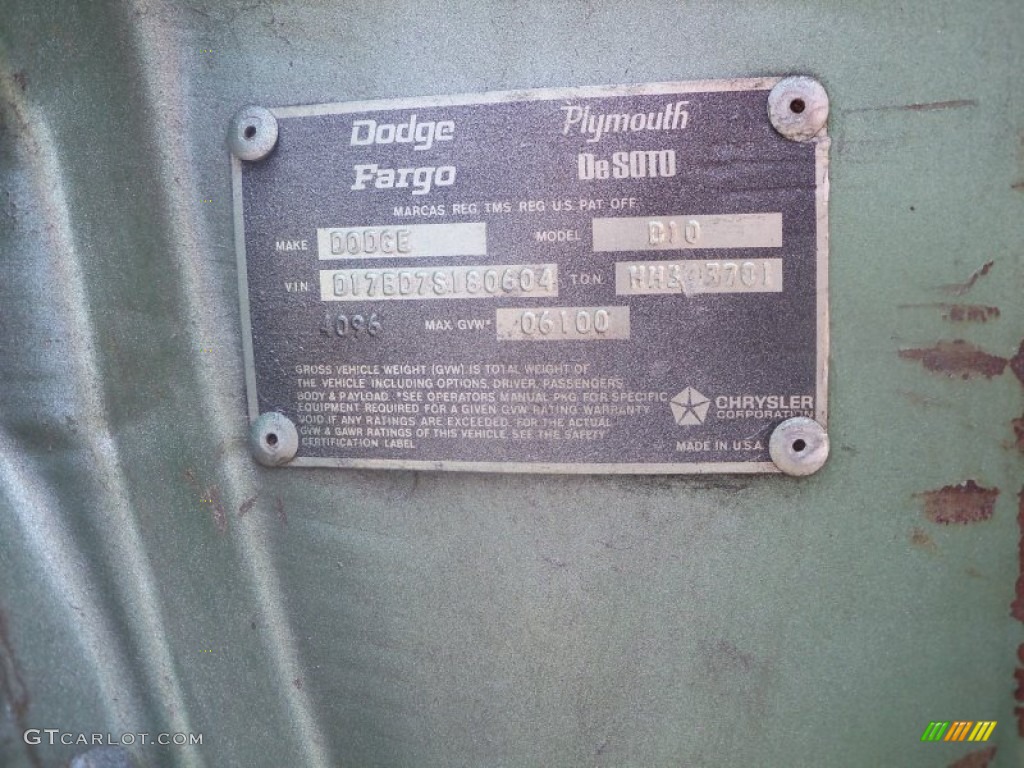 Dodge Plymouth
Fargo DeSOTO
MARCAS REG. TMS REG U.S. PAT. OFF.
MAKE DODGE MODEL D10
VIN D17BD7S180604 TON 3701
4096 MAX. GVW* 06100
GROSS VEHICLE WEIGHT (GVW) IS TOTAL WEIGHT OF
THE VEHICLE INCLUDING OPTIONS, DRIVER, PASSENGERS
BODY & PAYLOAD. *SEE OPERATORS MANUAL PKG FOR SPECIFIC
EQUIPMENT REQUIRED FOR A GIVEN GVW RATING WARRANTY
VOID IF ANY RATINGS ARE EXCEEDED. FOR THE ACTUAL
GVW & GAWR RATINGS OF THIS VEHICLE, SEE THE SAFETY
CERTIFICATION LABEL
CHRYSLER
CORPORATION
MADE IN U.S.A.
GTCARLOT.COM